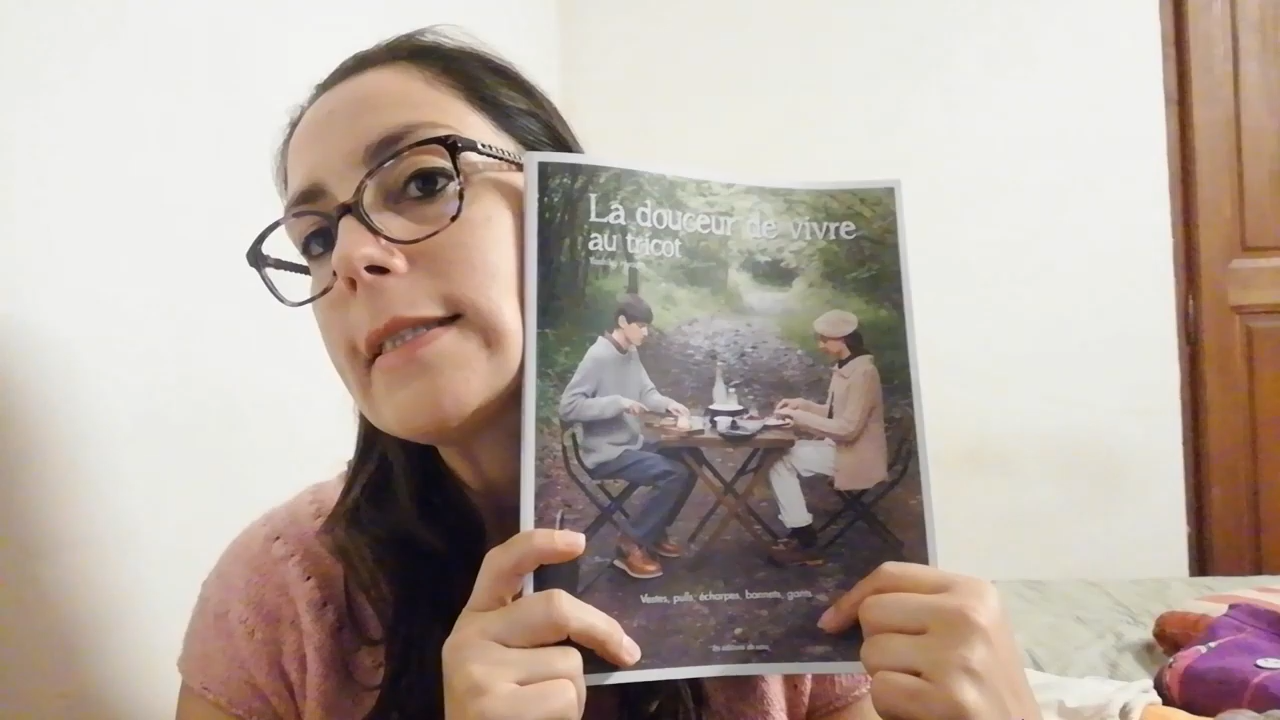 La douceur de vivre
au tricot
Vestes, pulls, écharpes, bonnets, gants